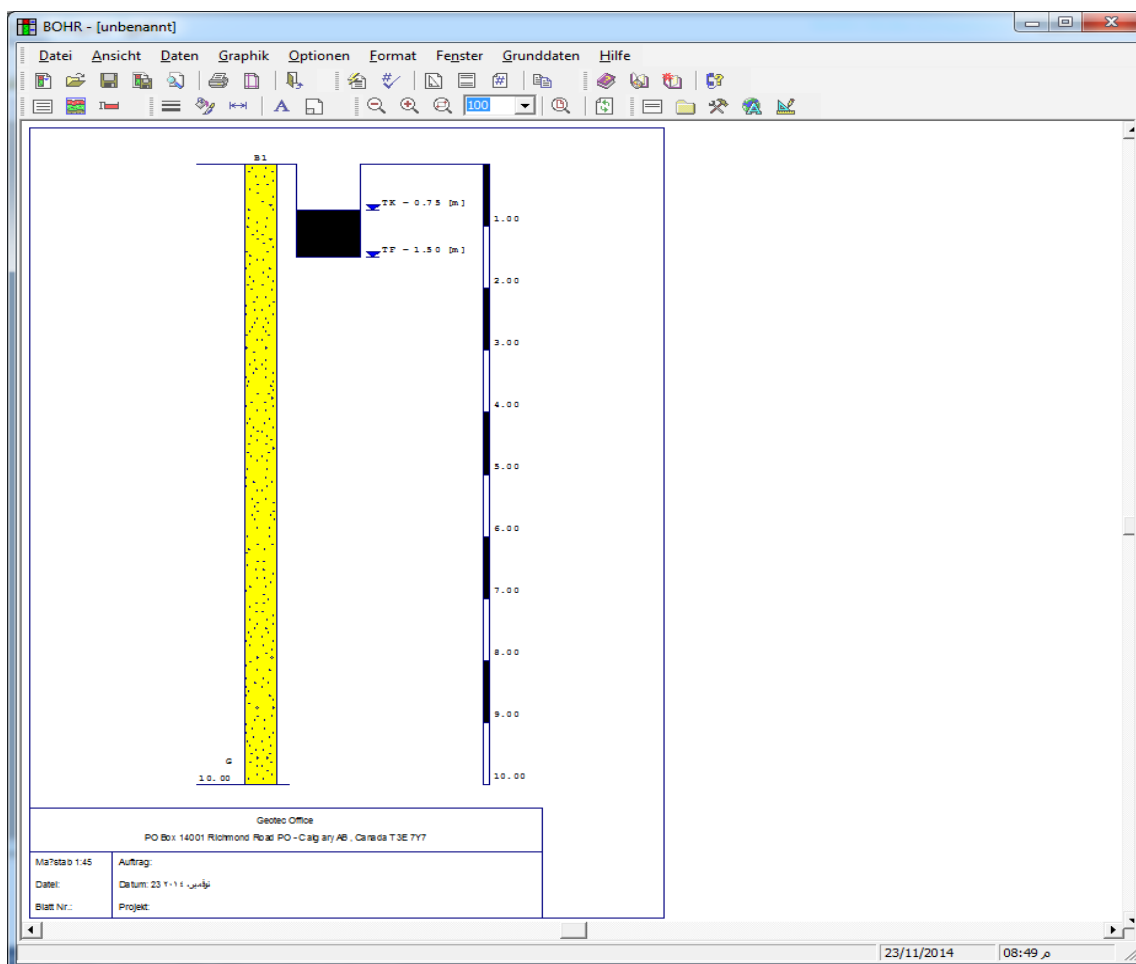 BOHR - [unbenannt]
Datei Ansicht Daten Graphik Optionen Format Fenster Grunddaten Hilfe
100
B1
TK - 0.75 [m]
1.00
TF - 1.50 [m]
2.00
3.00
4.00
5.00
6.00
7.00
8.00
9.00
G
10.00
10.00
Geotec Office
PO Box 14001 Richmond Road PO - Calgary AB, Canada T3E 7Y7
Ma?stab 1:45 Auftrag:
Datei: Datum: 23 نوفمبر، ٢٠١٤
Blatt Nr.: Projekt:
23/11/2014 08:49 م